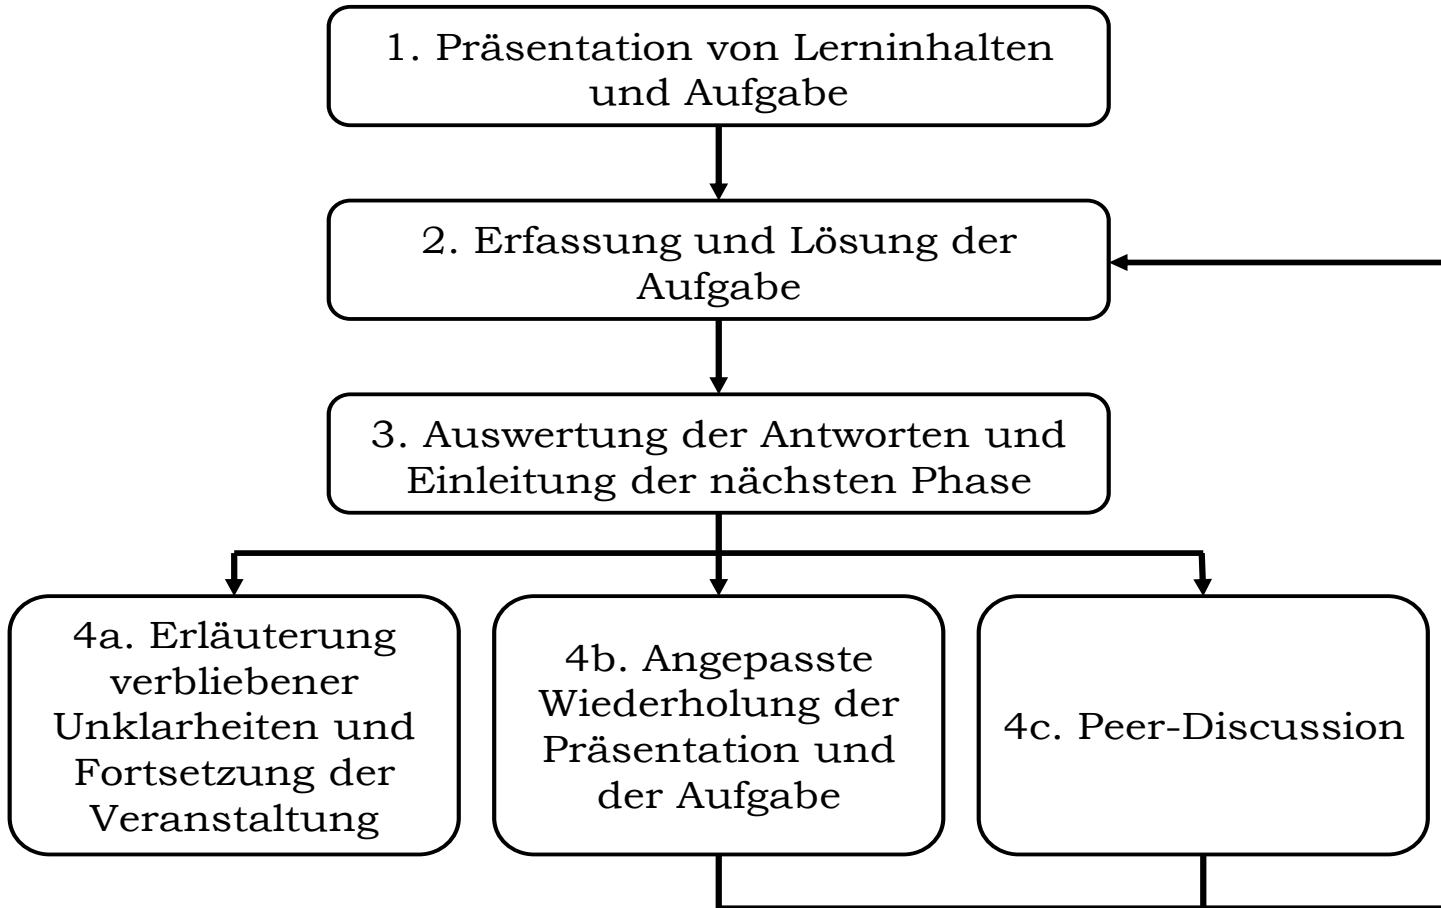 1. Präsentation von Lerninhalten
und Aufgabe
2. Erfassung und Lösung der
Aufgabe
3. Auswertung der Antworten und
Einleitung der nächsten Phase
4a. Erläuterung
verbliebener
Unklarheiten und
Fortsetzung der
Veranstaltung
4b. Angepasste
Wiederholung der
Präsentation und
der Aufgabe
4c. Peer-Discussion